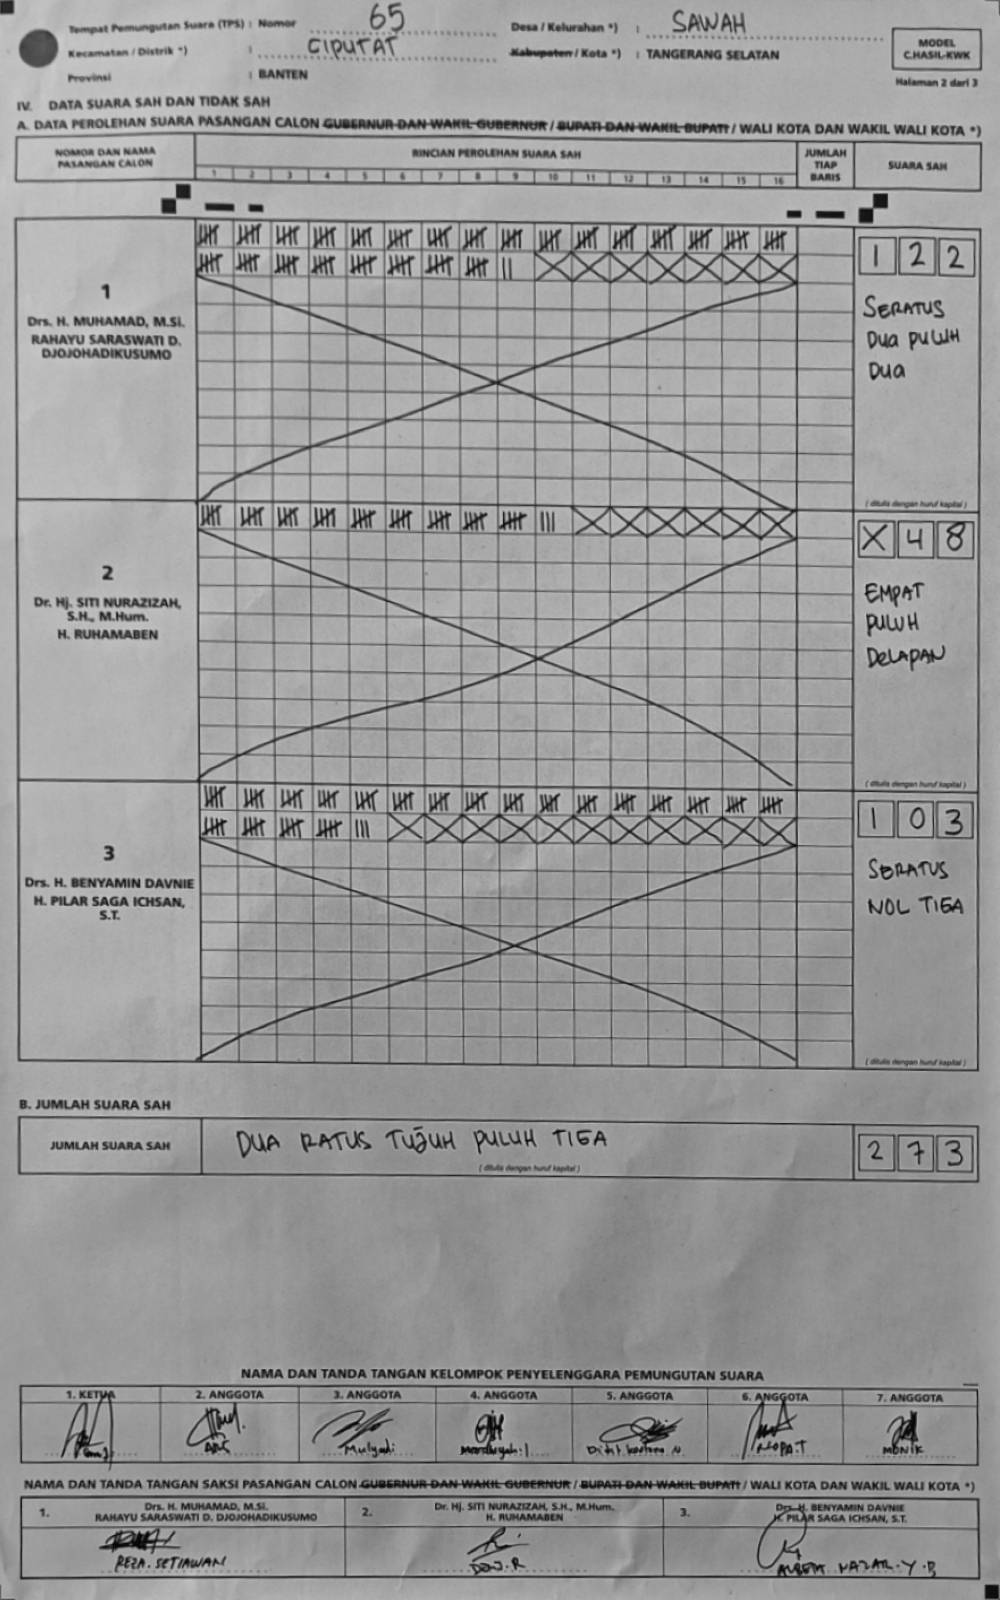 Tempat Pemungutan Suara (TPS) : Nomor 65 Desa / Kelurahan *) : SAWAH
Kecamatan / Distrik *) : CIPUTAT Kabupaten / Kota *) : TANGERANG SELATAN
Provinsi : BANTEN
MODEL
C.HASIL-KWK
Halaman 2 dari 3
IV. DATA SUARA SAH DAN TIDAK SAH
A. DATA PEROLEHAN SUARA PASANGAN CALON GUBERNUR DAN WAKIL GUBERNUR / BUPATI DAN WAKIL BUPATI / WALI KOTA DAN WAKIL WALI KOTA *)
NOMOR DAN NAMA
PASANGAN CALON
RINCIAN PEROLEHAN SUARA SAH
1 2 3 4 5 6 7 8 9 10 11 12 13 14 15 16
JUMLAH
TIAP
BARIS
SUARA SAH
1
Drs. H. MUHAMAD, M.Si.
RAHAYU SARASWATI D.
DJOJOHADIKUSUMO
1 2 2
SERATUS
DUA PULUH
DUA
( ditulis dengan huruf kapital )
2
Dr. Hj. SITI NURAZIZAH,
S.H., M.Hum.
H. RUHAMABEN
X 4 8
EMPAT
PULUH
DELAPAN
( ditulis dengan huruf kapital )
3
Drs. H. BENYAMIN DAVNIE
H. PILAR SAGA ICHSAN,
S.T.
1 0 3
SERATUS
NOL TIGA
( ditulis dengan huruf kapital )
B. JUMLAH SUARA SAH
JUMLAH SUARA SAH
DUA RATUS TUJUH PULUH TIGA
( ditulis dengan huruf kapital )
2 7 3
NAMA DAN TANDA TANGAN KELOMPOK PENYELENGGARA PEMUNGUTAN SUARA
1. KETUA 2. ANGGOTA 3. ANGGOTA 4. ANGGOTA 5. ANGGOTA 6. ANGGOTA 7. ANGGOTA
Mulyadi MONIK
NAMA DAN TANDA TANGAN SAKSI PASANGAN CALON GUBERNUR DAN WAKIL GUBERNUR / BUPATI DAN WAKIL BUPATI / WALI KOTA DAN WAKIL WALI KOTA *)
1. Drs. H. MUHAMAD, M.Si.
RAHAYU SARASWATI D. DJOJOHADIKUSUMO
REZA. SETIAWAN
2. Dr. Hj. SITI NURAZIZAH, S.H., M.Hum.
H. RUHAMABEN
3. Drs. H. BENYAMIN DAVNIE
H. PILAR SAGA ICHSAN, S.T.